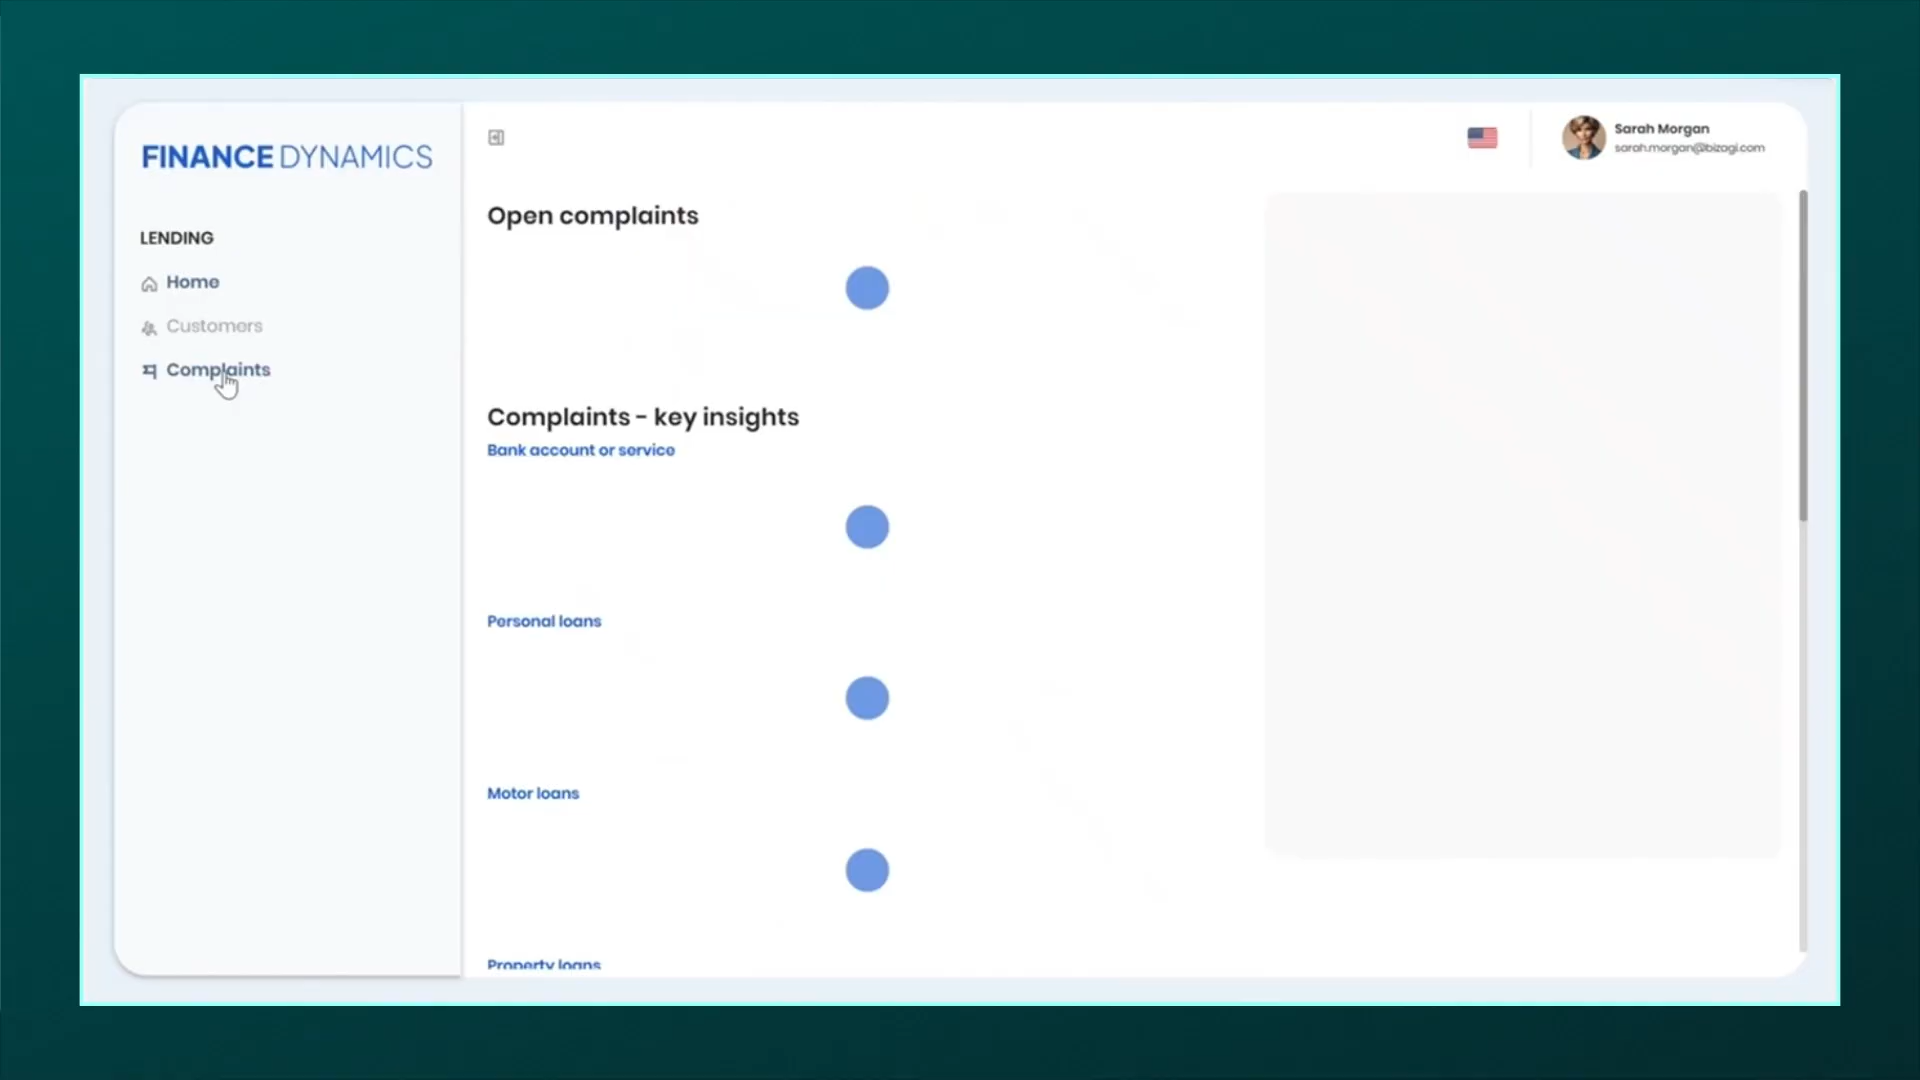 FINANCE DYNAMICS
LENDING
Home
Customers
Complaints
Sarah Morgan
sarah.morgan@bizagi.com
Open complaints
Complaints - key insights
Bank account or service
Personal loans
Motor loans
Property loans